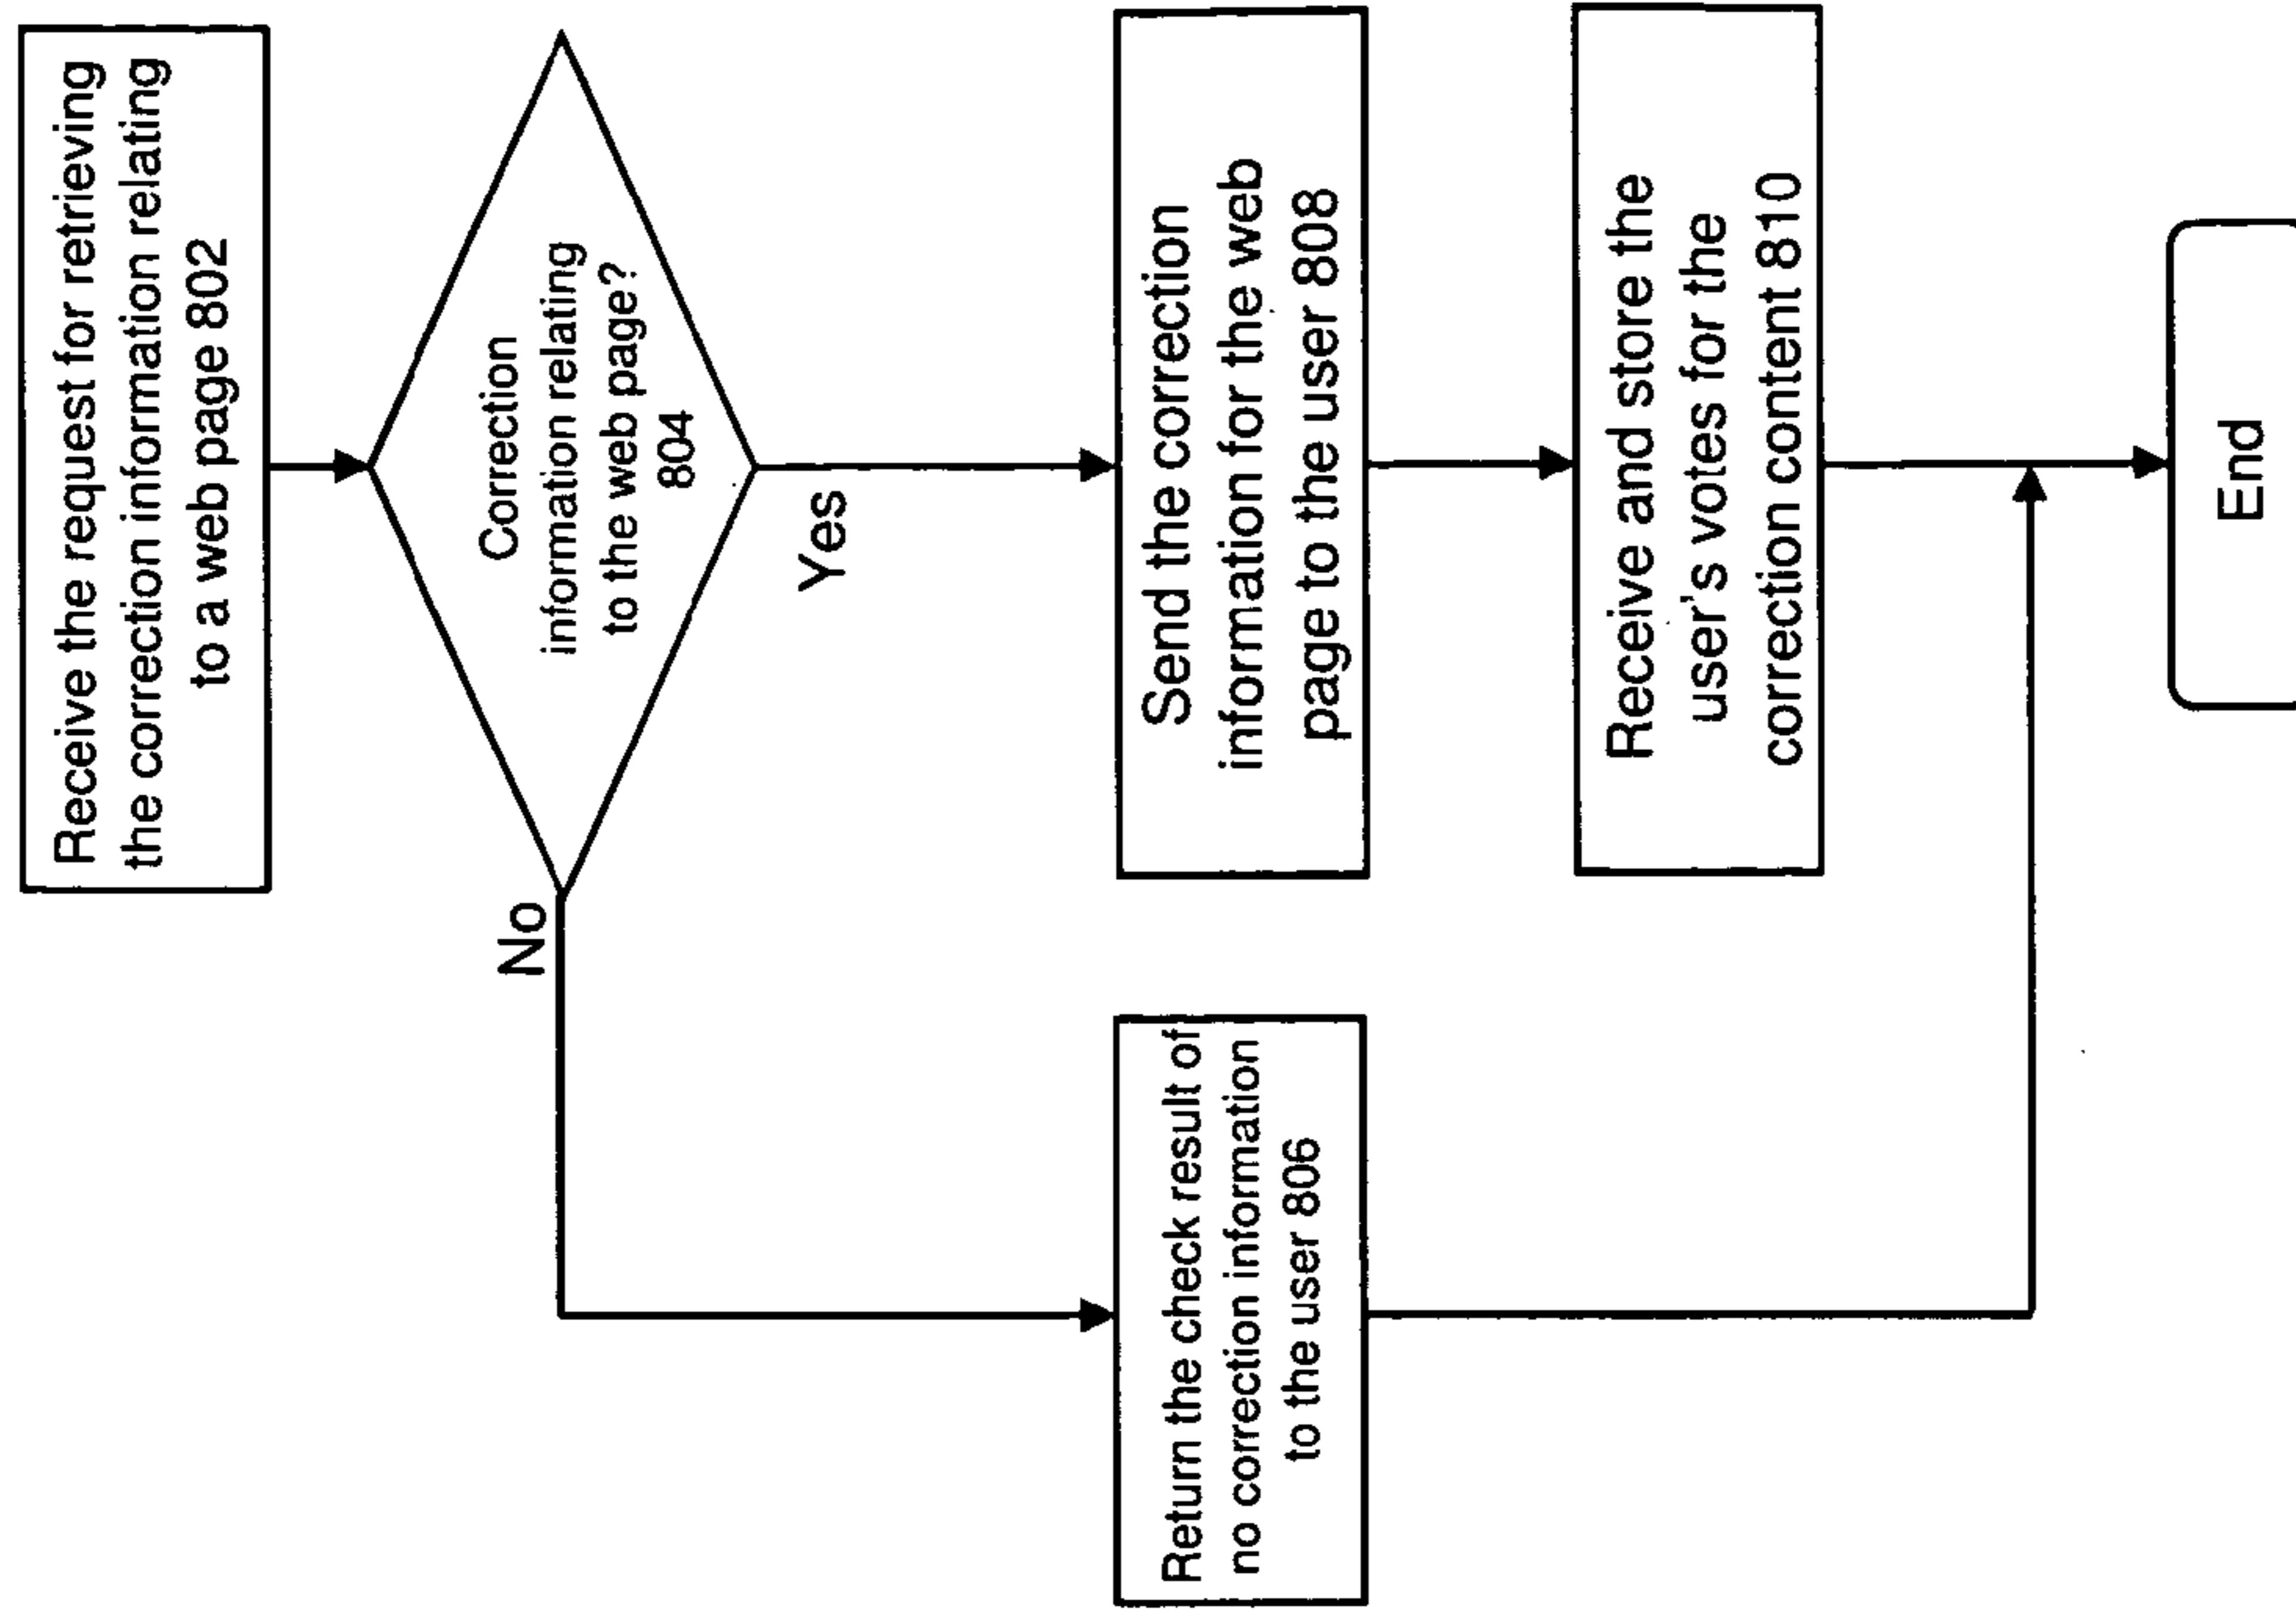 Receive the request for retrieving
the correction information relating
to a web page 802
Correction
information relating
to the web page?
804
No
Yes
Return the check result of
no correction information
to the user 806
Send the correction
information for the web
page to the user 808
Receive and store the
user's votes for the
correction content 810
End